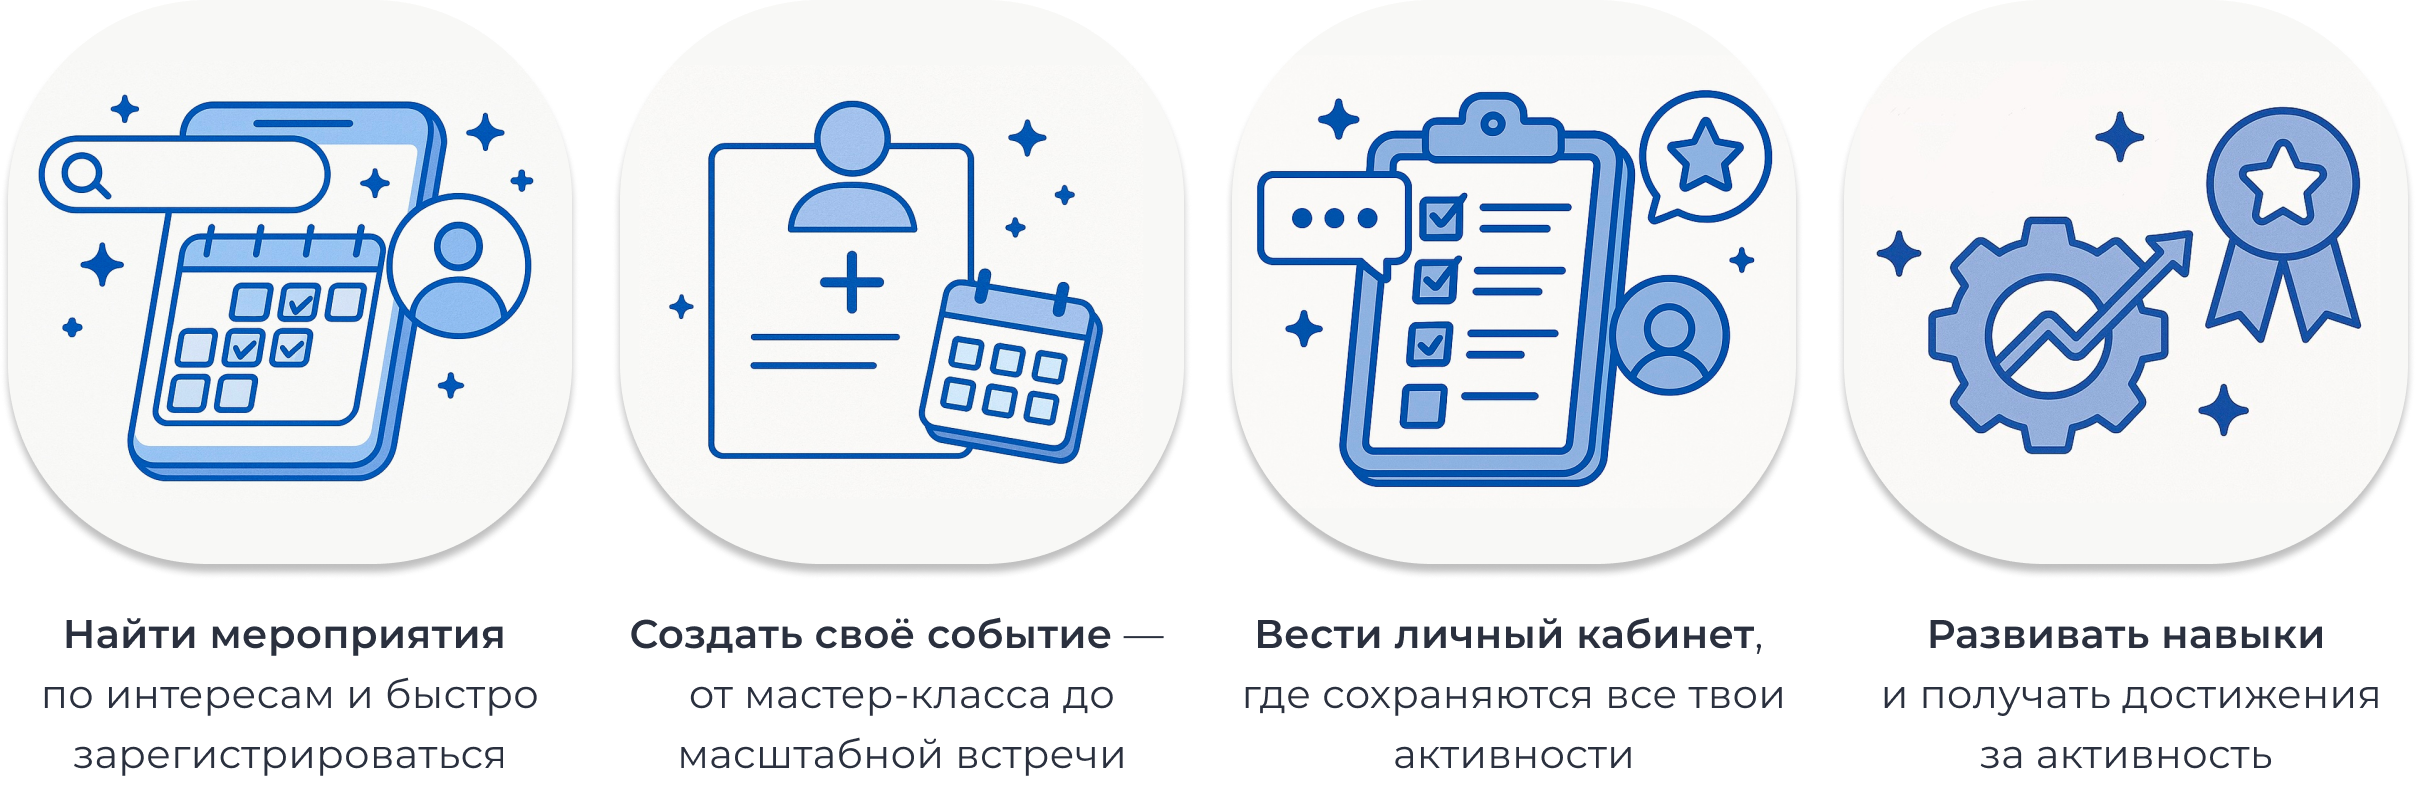 Найти мероприятия
по интересам и быстро
зарегистрироваться
Создать своё событие —
от мастер-класса до
масштабной встречи
Вести личный кабинет,
где сохраняются все твои
активности
Развивать навыки
и получать достижения
за активность